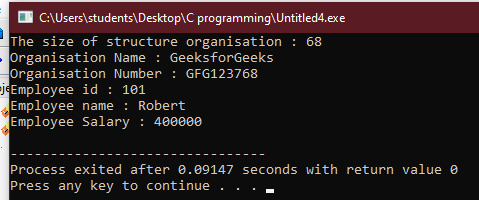 C:\Users\students\Desktop\C programming\Untitled4.exe
The size of structure organisation : 68
Organisation Name : GeeksforGeeks
Organisation Number : GFG123768
Employee id : 101
Employee name : Robert
Employee Salary : 400000
--------------------------------
Process exited after 0.09147 seconds with return value 0
Press any key to continue . . .